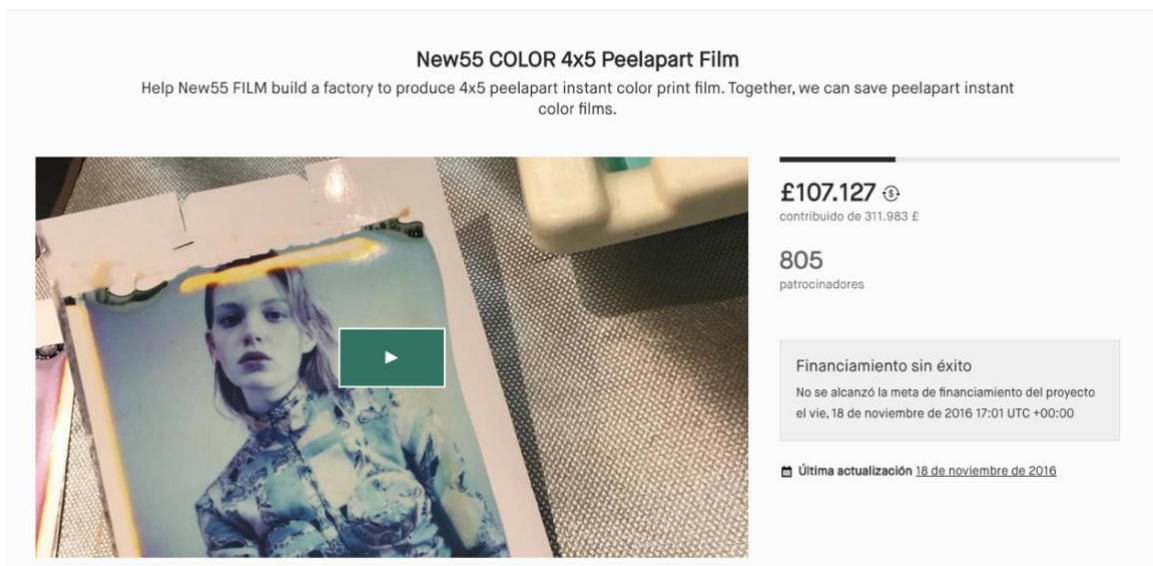 New55 COLOR 4x5 Peelapart Film
Help New55 FILM build a factory to produce 4x5 peelapart instant color print film. Together, we can save peelapart instant
color films.
£107.127
contribuido de 311.983 £
805
patrocinadores
Financiamiento sin éxito
No se alcanzó la meta de financiamiento del proyecto
el vie, 18 de noviembre de 2016 17:01 UTC +00:00
Última actualización 18 de noviembre de 2016